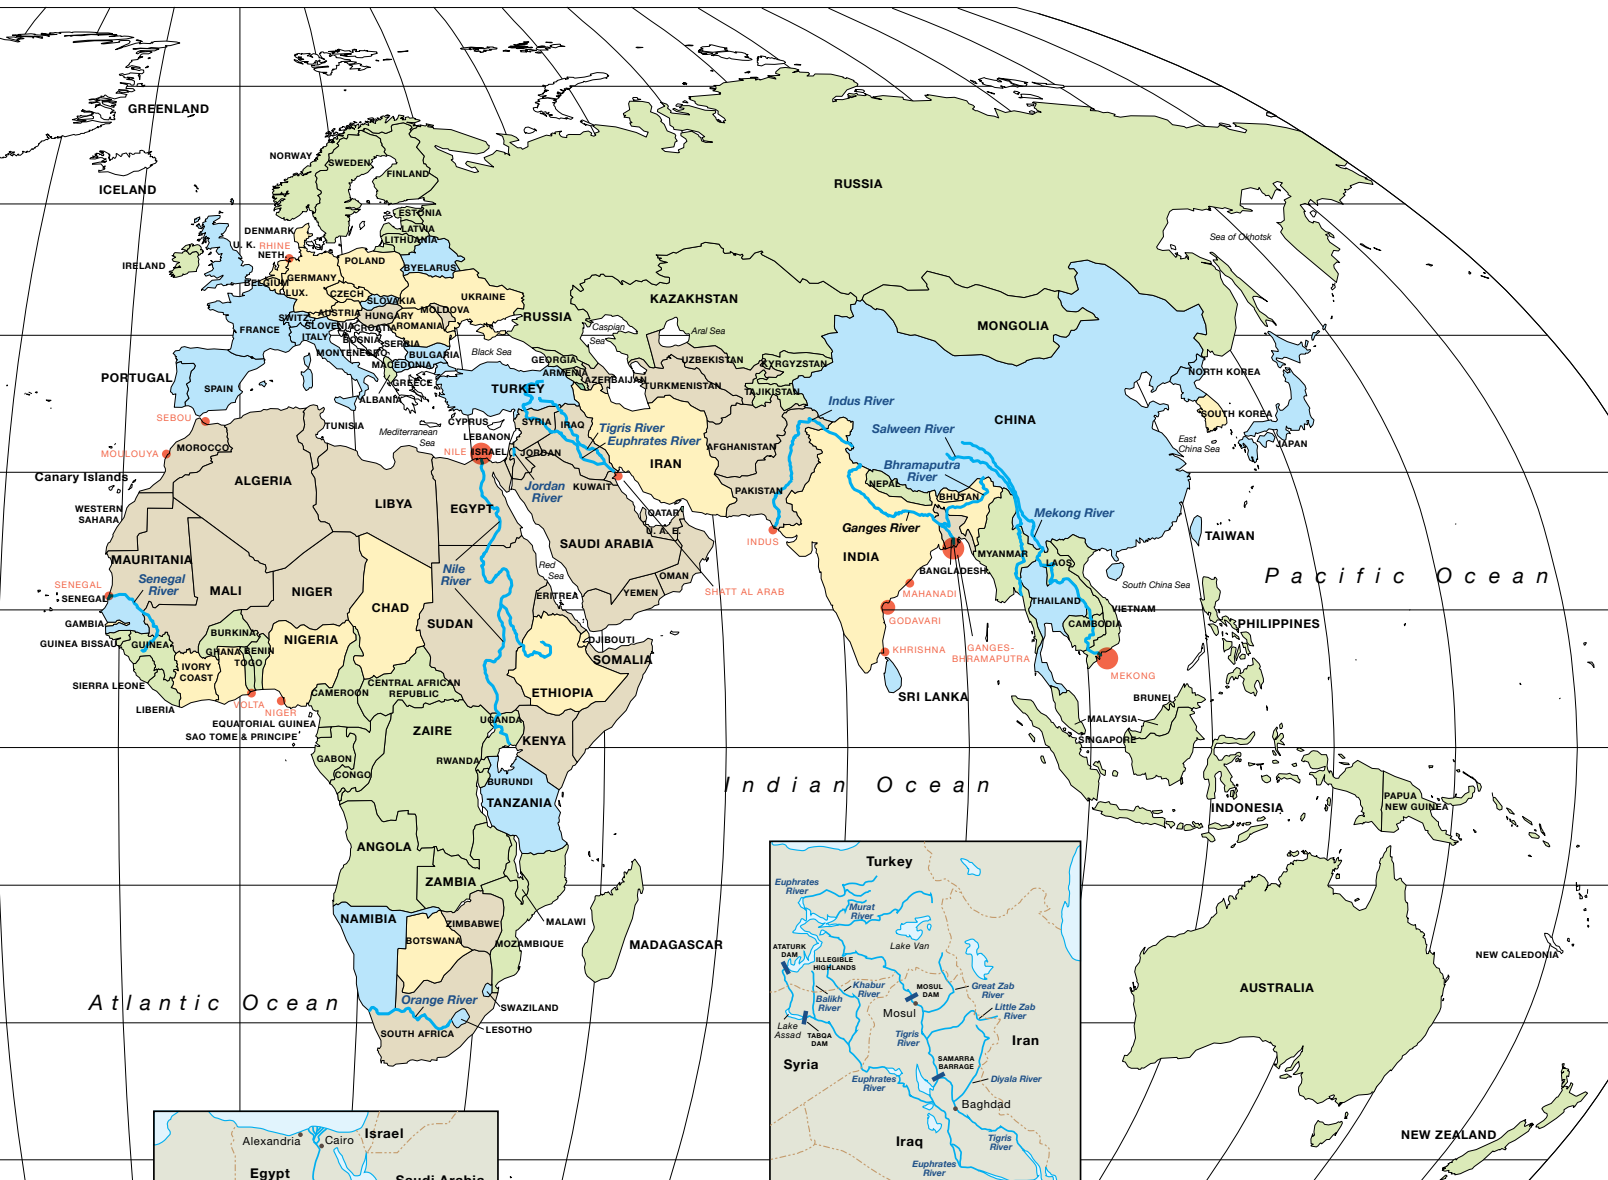 GREENLAND
ICELAND
NORWAY
SWEDEN
FINLAND
RUSSIA
Sea of Okhotsk
ESTONIA
LATVIA
LITHUANIA
DENMARK
U. K.
RHINE
NETH.
IRELAND
POLAND
BYELARUS
BELGIUM
GERMANY
LUX.
CZECH
SLOVAKIA
UKRAINE
MOLDOVA
FRANCE
SWITZ.
AUSTRIA
HUNGARY
SLOVENIA
CROATIA
ROMANIA
ITALY
BOSNIA
SERBIA
MONTENEGRO
BULGARIA
MACEDONIA
GREECE
ALBANIA
RUSSIA
KAZAKHSTAN
MONGOLIA
Caspian
Sea
Aral Sea
Black Sea
GEORGIA
ARMENIA
AZERBAIJAN
UZBEKISTAN
TURKMENISTAN
KYRGYZSTAN
TAJIKISTAN
PORTUGAL
SPAIN
TURKEY
NORTH KOREA
SOUTH KOREA
JAPAN
CHINA
East
China Sea
SEBOU
MOULOUYA
MOROCCO
TUNISIA
Mediterranean
Sea
CYPRUS
LEBANON
NILE
ISRAEL
SYRIA
IRAQ
JORDAN
Tigris River
Euphrates River
IRAN
AFGHANISTAN
Indus River
Salween River
Bhramaputra
River
Canary Islands
ALGERIA
LIBYA
EGYPT
Jordan
River
KUWAIT
PAKISTAN
NEPAL
BHUTAN
Mekong River
WESTERN
SAHARA
QATAR
U. A. E.
INDUS
Ganges River
TAIWAN
MAURITANIA
SAUDI ARABIA
INDIA
MYANMAR
LAOS
BANGLADESH
Pacific Ocean
SENEGAL
SENEGAL
Senegal
River
MALI
NIGER
CHAD
Nile
River
Red
Sea
OMAN
YEMEN
SHATT AL ARAB
MAHANADI
South China Sea
THAILAND
VIETNAM
GAMBIA
GUINEA BISSAU
GUINEA
BURKINA
GHANA
BENIN
TOGO
NIGERIA
SUDAN
ERITREA
DJIBOUTI
GODAVARI
KHRISHNA
GANGES-
BHRAMAPUTRA
CAMBODIA
PHILIPPINES
IVORY
COAST
SIERRA LEONE
LIBERIA
VOLTA
NIGER
CAMEROON
CENTRAL AFRICAN
REPUBLIC
ETHIOPIA
SOMALIA
SRI LANKA
MEKONG
BRUNEI
MALAYSIA
SINGAPORE
EQUATORIAL GUINEA
SAO TOME & PRINCIPE
UGANDA
KENYA
ZAIRE
RWANDA
BURUNDI
GABON
CONGO
TANZANIA
Indian Ocean
INDONESIA
PAPUA
NEW GUINEA
ANGOLA
ZAMBIA
NAMIBIA
ZIMBABWE
BOTSWANA
MALAWI
MOZAMBIQUE
MADAGASCAR
Atlantic Ocean
Orange River
SWAZILAND
LESOTHO
SOUTH AFRICA
NEW CALEDONIA
AUSTRALIA
NEW ZEALAND
Turkey
Euphrates
River
Murat
River
Lake Van
ATATURK
DAM
ILLEGIBLE
HIGHLANDS
Khabur
River
Balikh
River
MOSUL
DAM
Mosul
Great Zab
River
Little Zab
River
Lake
Assad
TABQA
DAM
Tigris
River
Iran
Syria
SAMARRA
BARRAGE
Euphrates
River
Diyala River
Baghdad
Iraq
Tigris
River
Euphrates
River
Alexandria
Cairo
Israel
Egypt
Saudi Arabia